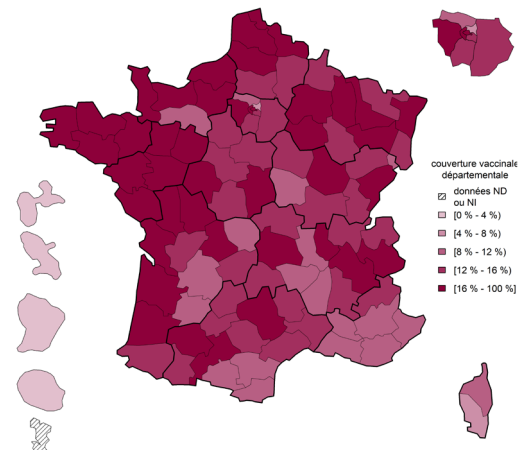 couverture vaccinale
départementale
données ND
ou NI
[0 % - 4 %)
[4 % - 8 %)
[8 % - 12 %)
[12 % - 16 %)
[16 % - 100 %]